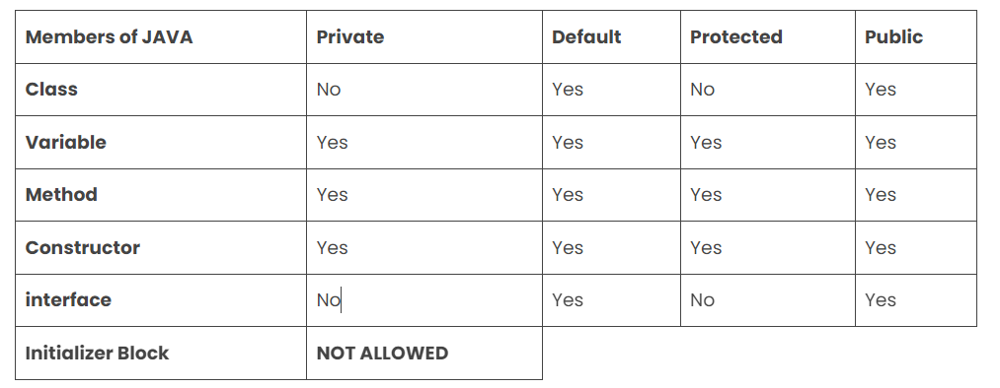 Members of JAVA Private Default Protected Public
Class No Yes No Yes
Variable Yes Yes Yes Yes
Method Yes Yes Yes Yes
Constructor Yes Yes Yes Yes
interface No Yes No Yes
Initializer Block NOT ALLOWED